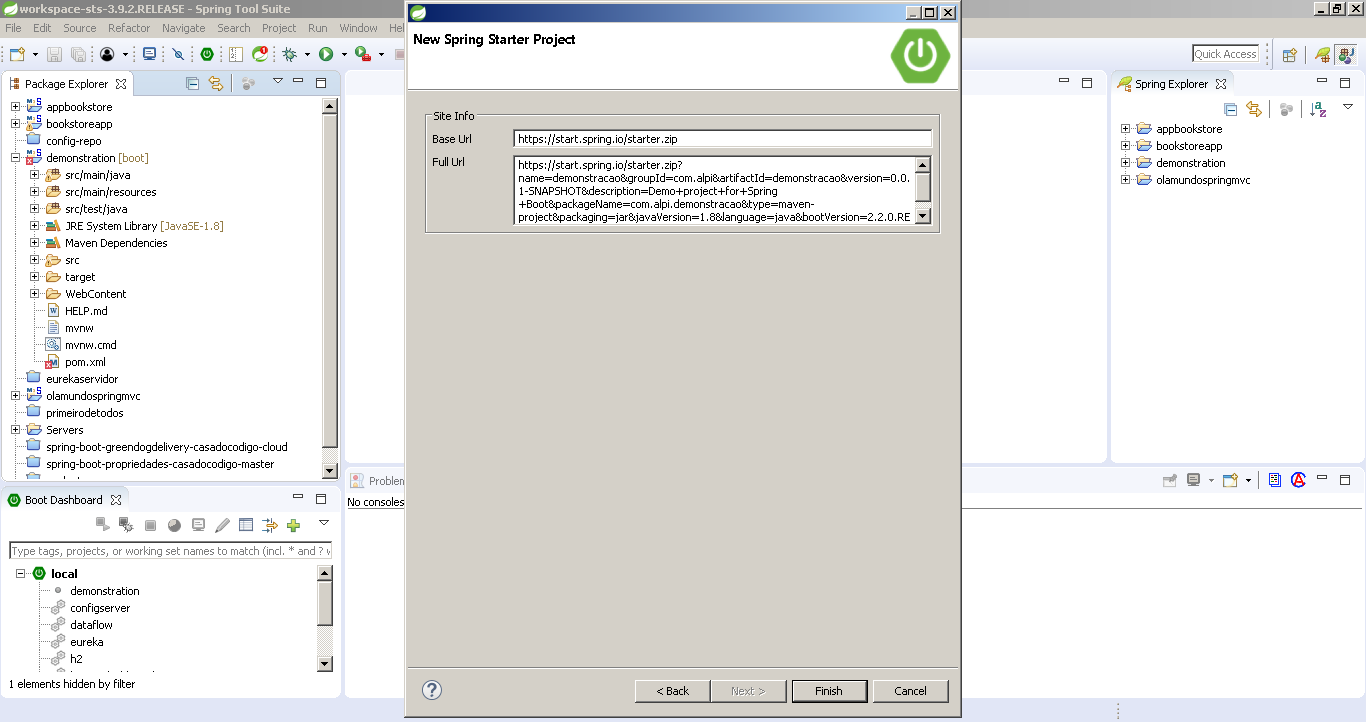 workspace-sts-3.9.2.RELEASE - Spring Tool Suite
File Edit Source Refactor Navigate Search Project Run Window
Quick Access
Package Explorer
appbookstore
bookstoreapp
config-repo
demonstration [boot]
src/main/java
src/main/resources
src/test/java
JRE System Library [JavaSE-1.8]
Maven Dependencies
src
target
WebContent
HELP.md
mvnw
mvnw.cmd
pom.xml
eurekaservidor
olamundospringmvc
primeirodetodos
Servers
spring-boot-greendogdelivery-casadocodigo-cloud
spring-boot-propriedades-casadocodigo-master
Boot Dashboard
Type tags, projects, or working set names to match (incl. * and ?
local
demonstration
configserver
dataflow
eureka
h2
1 elements hidden by filter
New Spring Starter Project
Site Info
Base Url
https://start.spring.io/starter.zip
Full Url
https://start.spring.io/starter.zip?
name=demonstracao&groupId=com.alpi&artifactId=demonstracao&version=0.0.
1-SNAPSHOT&description=Demo+project+for+Spring
+Boot&packageName=com.alpi.demonstracao&type=maven-
project&packaging=jar&javaVersion=1.8&language=java&bootVersion=2.2.0.RE
< Back
Next >
Finish
Cancel
No consoles
Spring Explorer
appbookstore
bookstoreapp
demonstration
olamundospringmvc